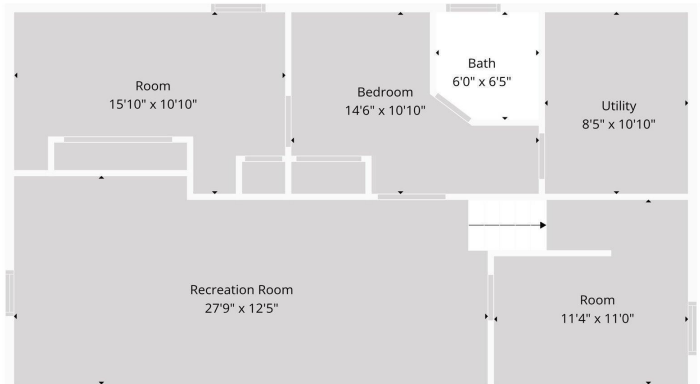 Room
15'10" x 10'10"
Bedroom
14'6" x 10'10"
Bath
6'0" x 6'5"
Utility
8'5" x 10'10"
Recreation Room
27'9" x 12'5"
Room
11'4" x 11'0"